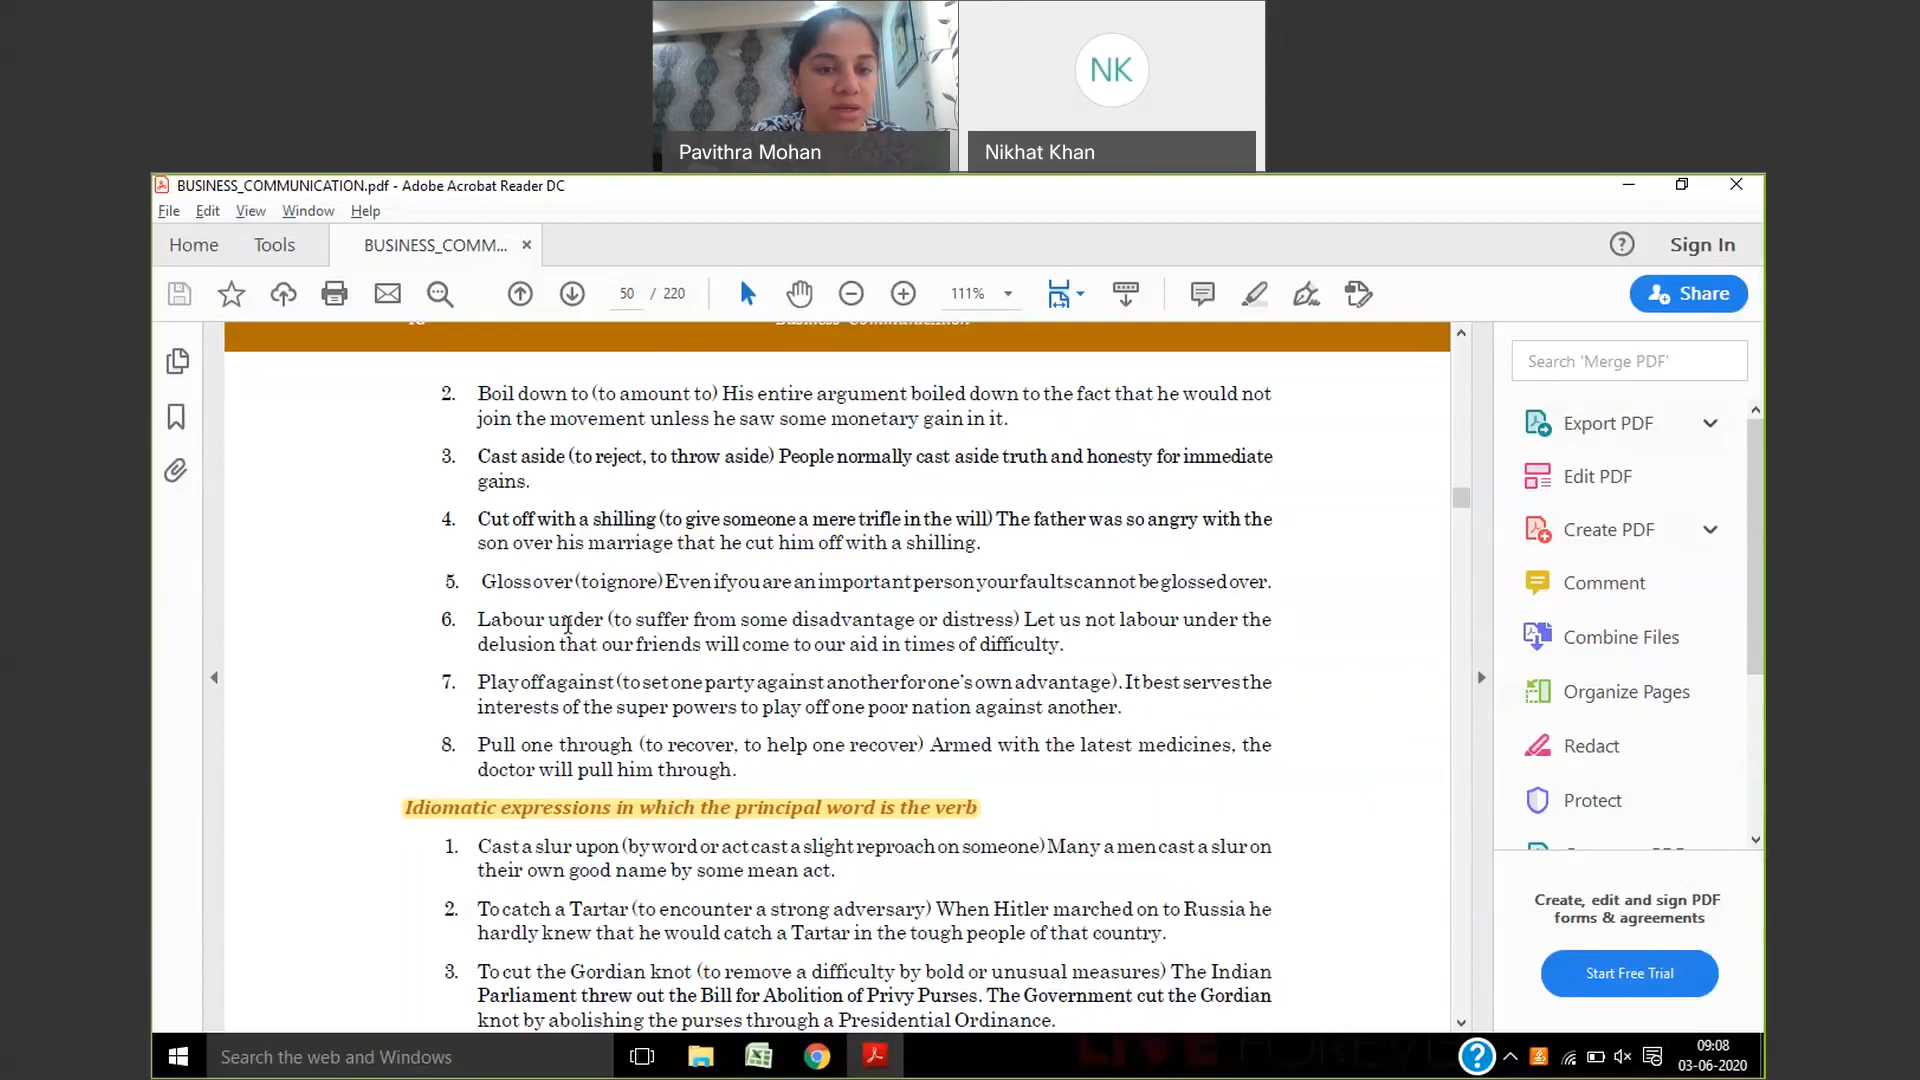 NK
Pavithra Mohan
Nikhat Khan
BUSINESS_COMMUNICATION.pdf - Adobe Acrobat Reader DC
File Edit View Window Help
Home Tools BUSINESS_COMM... × Sign In
50 / 220 111% Share
Business Communication
2. Boil down to (to amount to) His entire argument boiled down to the fact that he would not
join the movement unless he saw some monetary gain in it.
3. Cast aside (to reject, to throw aside) People normally cast aside truth and honesty for immediate
gains.
4. Cut off with a shilling (to give someone a mere trifle in the will) The father was so angry with the
son over his marriage that he cut him off with a shilling.
5. Gloss over (to ignore) Even if you are an important person your faults cannot be glossed over.
6. Labour under (to suffer from some disadvantage or distress) Let us not labour under the
delusion that our friends will come to our aid in times of difficulty.
7. Play off against (to set one party against another for one's own advantage). It best serves the
interests of the super powers to play off one poor nation against another.
8. Pull one through (to recover, to help one recover) Armed with the latest medicines, the
doctor will pull him through.
Idiomatic expressions in which the principal word is the verb
1. Cast a slur upon (by word or act cast a slight reproach on someone) Many a men cast a slur on
their own good name by some mean act.
2. To catch a Tartar (to encounter a strong adversary) When Hitler marched on to Russia he
hardly knew that he would catch a Tartar in the tough people of that country.
3. To cut the Gordian knot (to remove a difficulty by bold or unusual measures) The Indian
Parliament threw out the Bill for Abolition of Privy Purses. The Government cut the Gordian
knot by abolishing the purses through a Presidential Ordinance.
Search 'Merge PDF'
Export PDF
Edit PDF
Create PDF
Comment
Combine Files
Organize Pages
Redact
Protect
Create, edit and sign PDF
forms & agreements
Start Free Trial
Search the web and Windows
09:08
03-06-2020